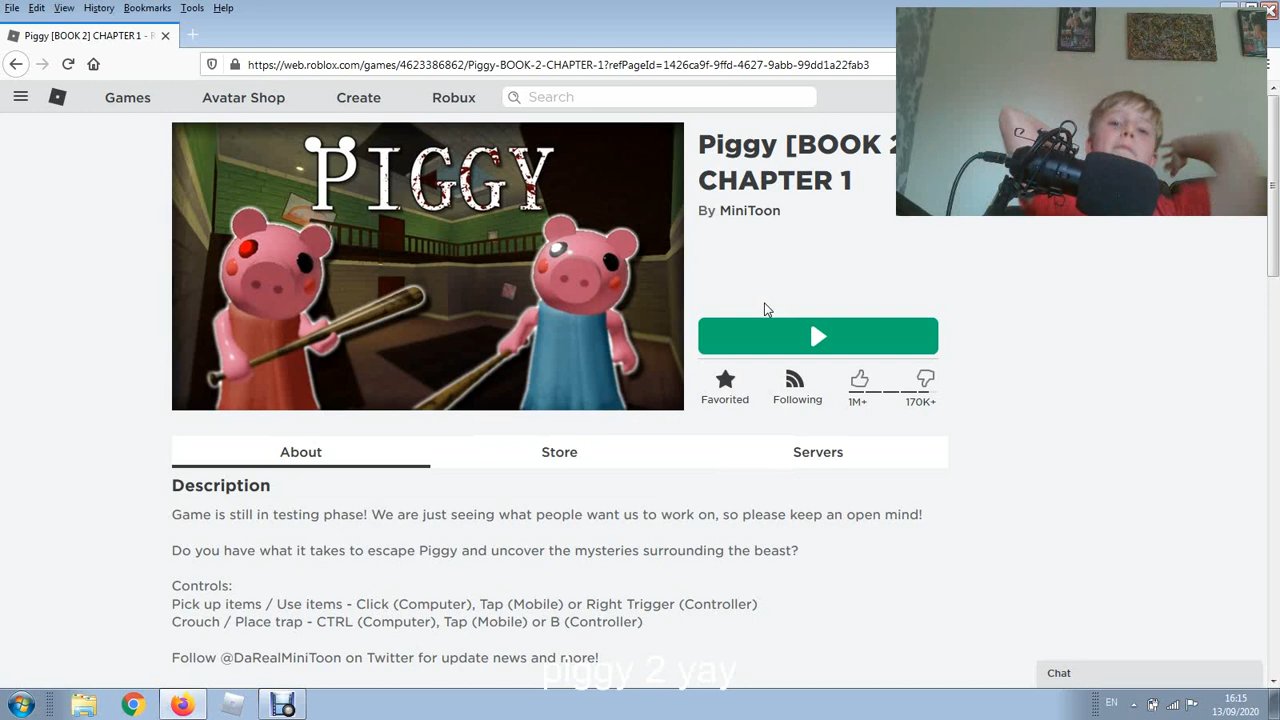 File Edit View History Bookmarks Tools Help
Piggy [BOOK 2] CHAPTER 1 - R
https://web.roblox.com/games/4623386862/Piggy-BOOK-2-CHAPTER-1?refPageId=1426ca9f-9ffd-4627-9abb-99dd1a22fab3
Games Avatar Shop Create Robux Search
PIGGY
Piggy [BOOK 2
CHAPTER 1
By MiniToon
Favorited Following 1M+ 170K+
About Store Servers
Description
Game is still in testing phase! We are just seeing what people want us to work on, so please keep an open mind!
Do you have what it takes to escape Piggy and uncover the mysteries surrounding the beast?
Controls:
Pick up items / Use items - Click (Computer), Tap (Mobile) or Right Trigger (Controller)
Crouch / Place trap - CTRL (Computer), Tap (Mobile) or B (Controller)
Follow @DaRealMiniToon on Twitter for update news and more!
piggy 2 yay
Chat
EN 16:15
13/09/2020